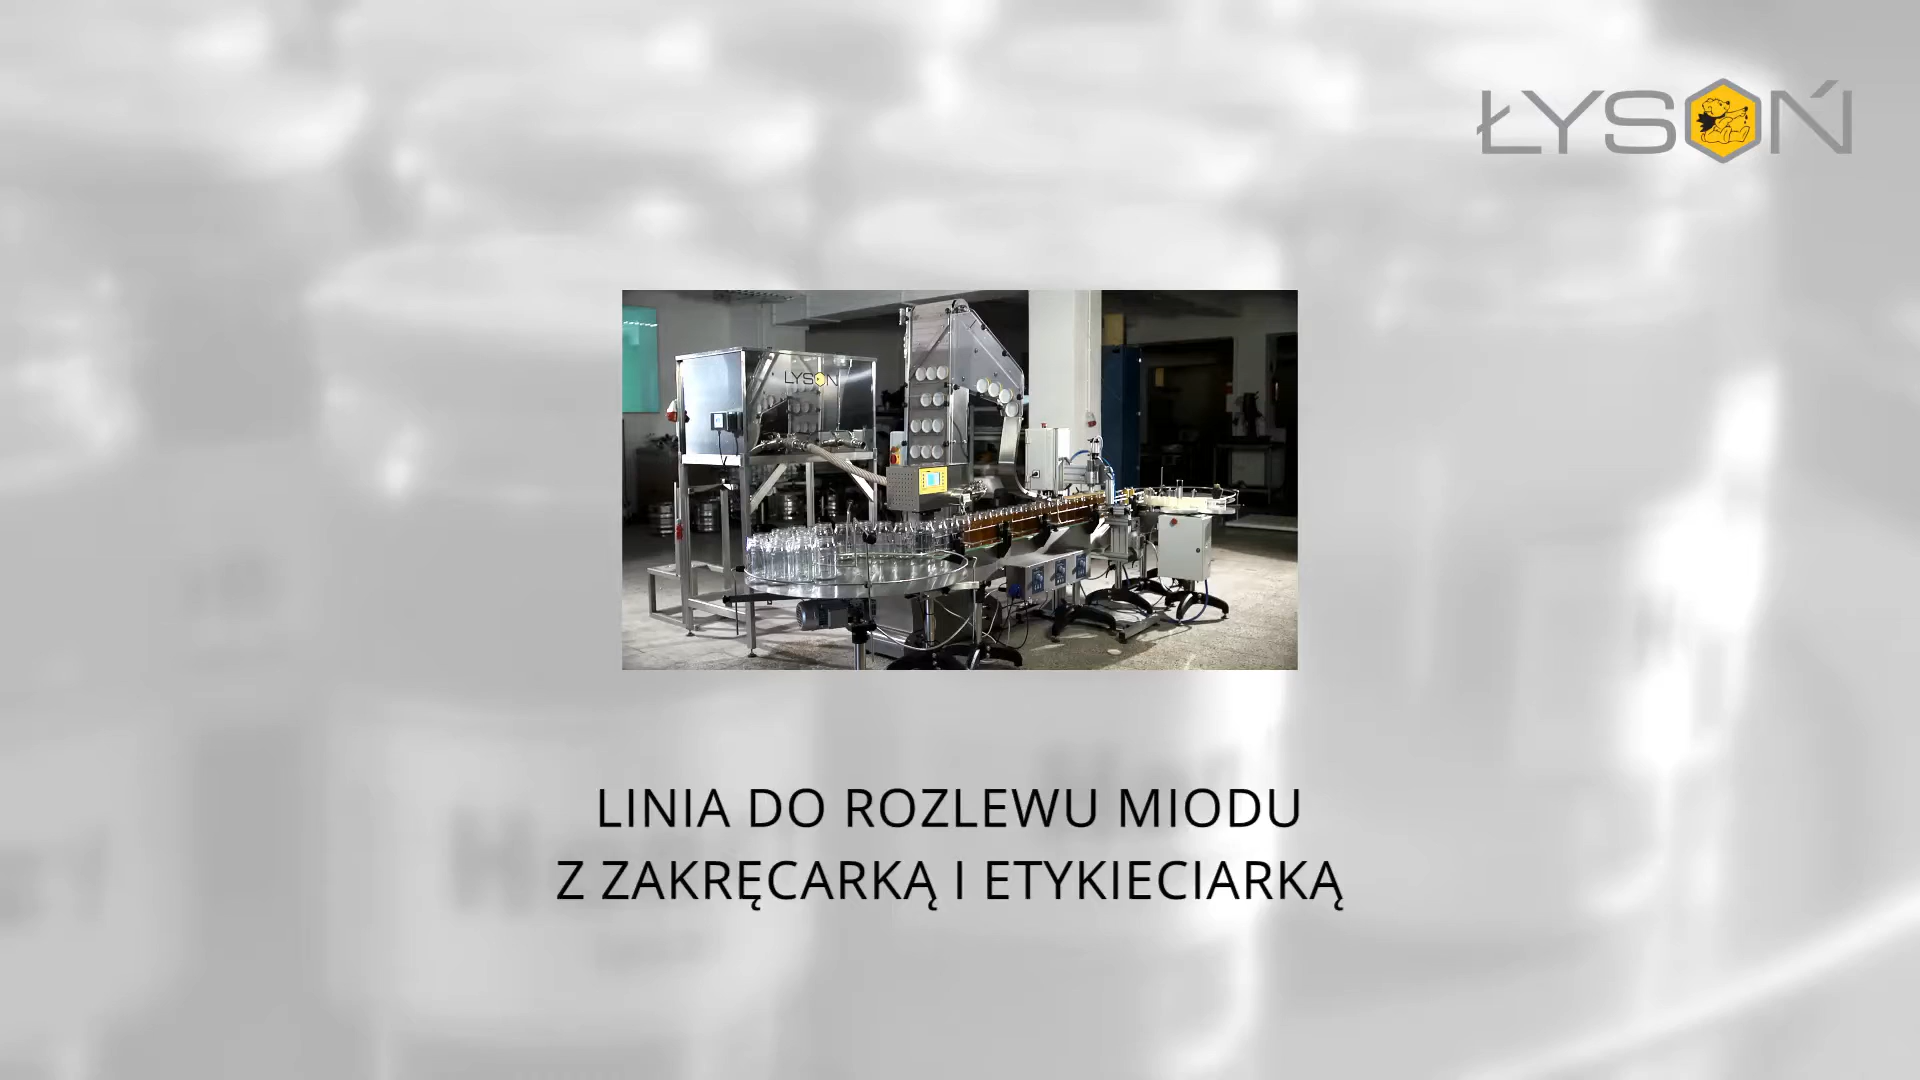 ŁYSOŃ
ŁYSOŃ
LINIA DO ROZLEWU MIODU
Z ZAKRĘCARKĄ I ETYKIECIARKĄ